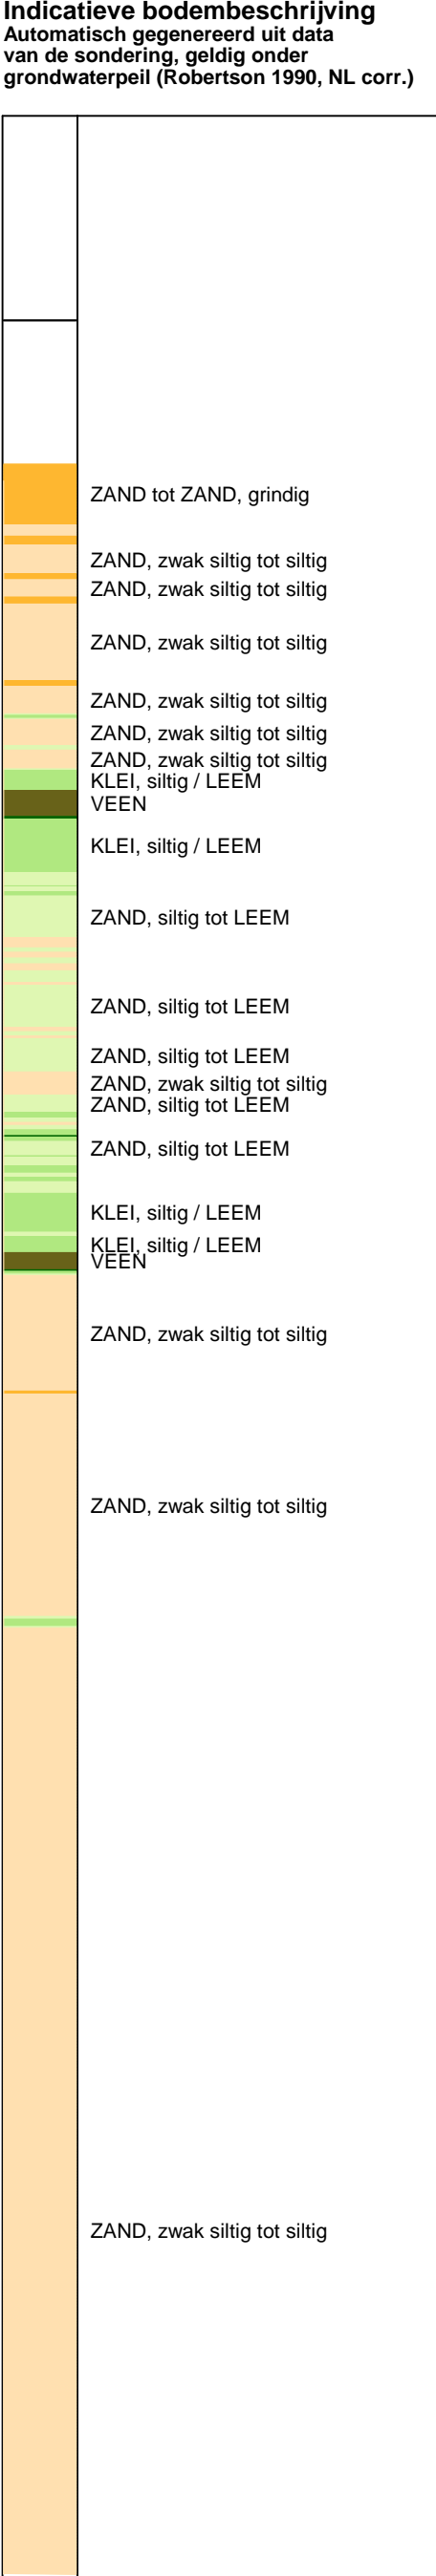 Indicatieve bodembeschrijving
Automatisch gegenereerd uit data
van de sondering, geldig onder
grondwaterpeil (Robertson 1990, NL corr.)
ZAND tot ZAND, grindig
ZAND, zwak siltig tot siltig
ZAND, zwak siltig tot siltig
ZAND, zwak siltig tot siltig
ZAND, zwak siltig tot siltig
ZAND, zwak siltig tot siltig
ZAND, zwak siltig tot siltig
KLEI, siltig / LEEM
VEEN
KLEI, siltig / LEEM
ZAND, siltig tot LEEM
ZAND, siltig tot LEEM
ZAND, siltig tot LEEM
ZAND, zwak siltig tot siltig
ZAND, siltig tot LEEM
ZAND, siltig tot LEEM
KLEI, siltig / LEEM
KLEI, siltig / LEEM
VEEN
ZAND, zwak siltig tot siltig
ZAND, zwak siltig tot siltig
ZAND, zwak siltig tot siltig